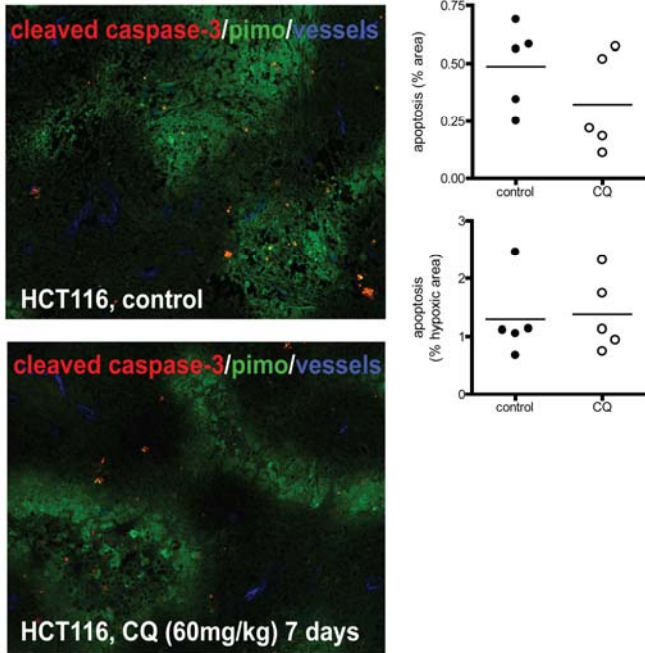 cleaved caspase-3/pimo/vessels
HCT116, control
cleaved caspase-3/pimo/vessels
HCT116, CQ (60mg/kg) 7 days
apoptosis (% area)
0.75
0.50
0.25
0.00
control
CQ
apoptosis
(% hypoxic area)
3
2
1
0
control
CQ